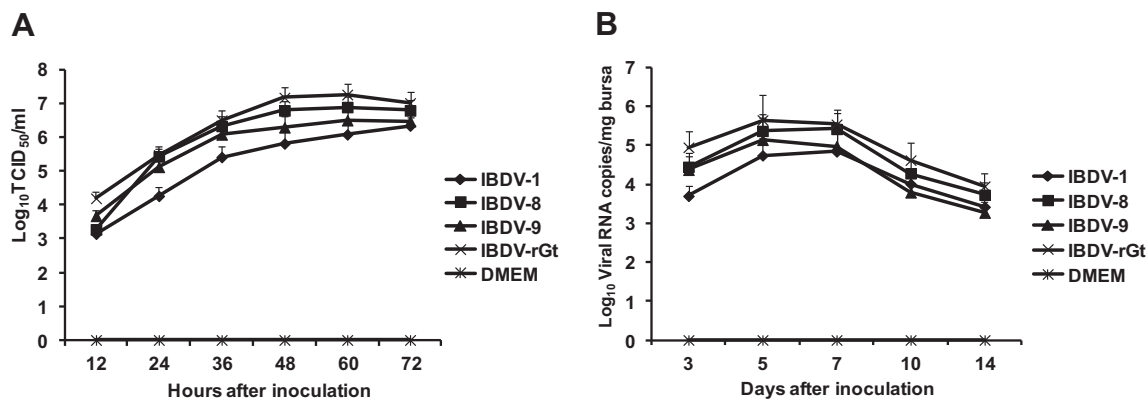 A
Log10TCID50/ml
8
7
6
5
4
3
2
1
0
12 24 36 48 60 72
Hours after inoculation
IBDV-1
IBDV-8
IBDV-9
IBDV-rGt
DMEM
B
Log10 Viral RNA copies/mg bursa
7
6
5
4
3
2
1
0
3 5 7 10 14
Days after inoculation
IBDV-1
IBDV-8
IBDV-9
IBDV-rGt
DMEM